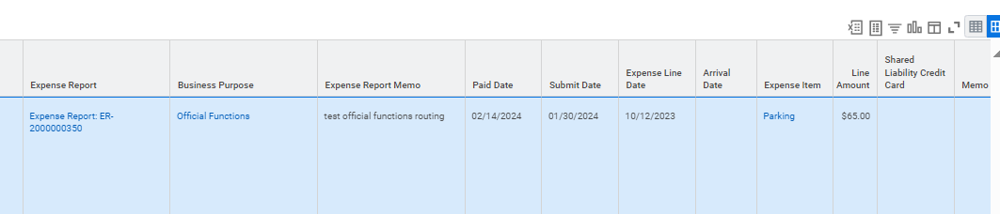 Expense Report
Business Purpose
Expense Report Memo
Paid Date
Submit Date
Expense Line
Date
Arrival
Date
Expense Item
Line
Amount
Shared
Liability Credit
Card
Memo
Expense Report: ER-
2000000350
Official Functions
test official functions routing
02/14/2024
01/30/2024
10/12/2023
Parking
$65.00